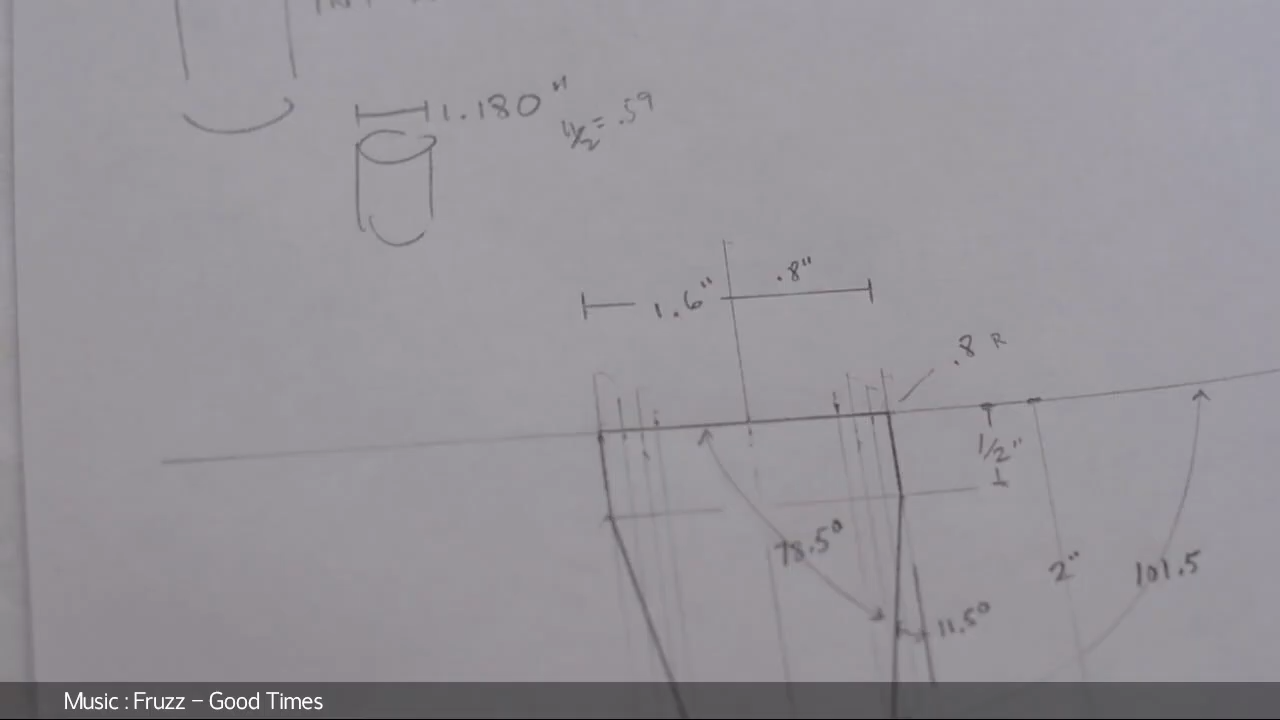 1.180"
1/2 = .59
1.6"
.8"
.8 R
1/2"
78.5°
2"
101.5
11.5°
Music : Fruzz – Good Times